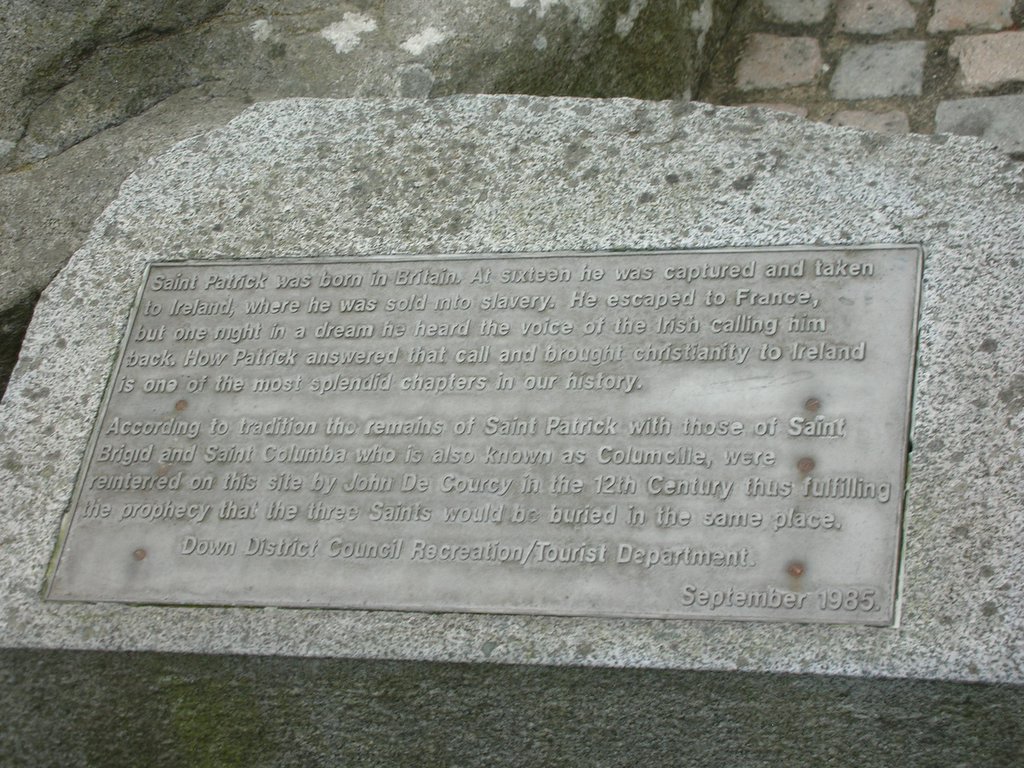 Saint Patrick was born in Britain. At sixteen he was captured and taken
to Ireland, where he was sold into slavery. He escaped to France,
but one night in a dream he heard the voice of the Irish calling him
back. How Patrick answered that call and brought christianity to Ireland
is one of the most splendid chapters in our history.
According to tradition the remains of Saint Patrick with those of Saint
Brigid and Saint Columba who is also known as Columcille, were
reinterred on this site by John De Courcy in the 12th Century thus fulfilling
the prophecy that the three Saints would be buried in the same place.
Down District Council Recreation/Tourist Department.
September 1985.